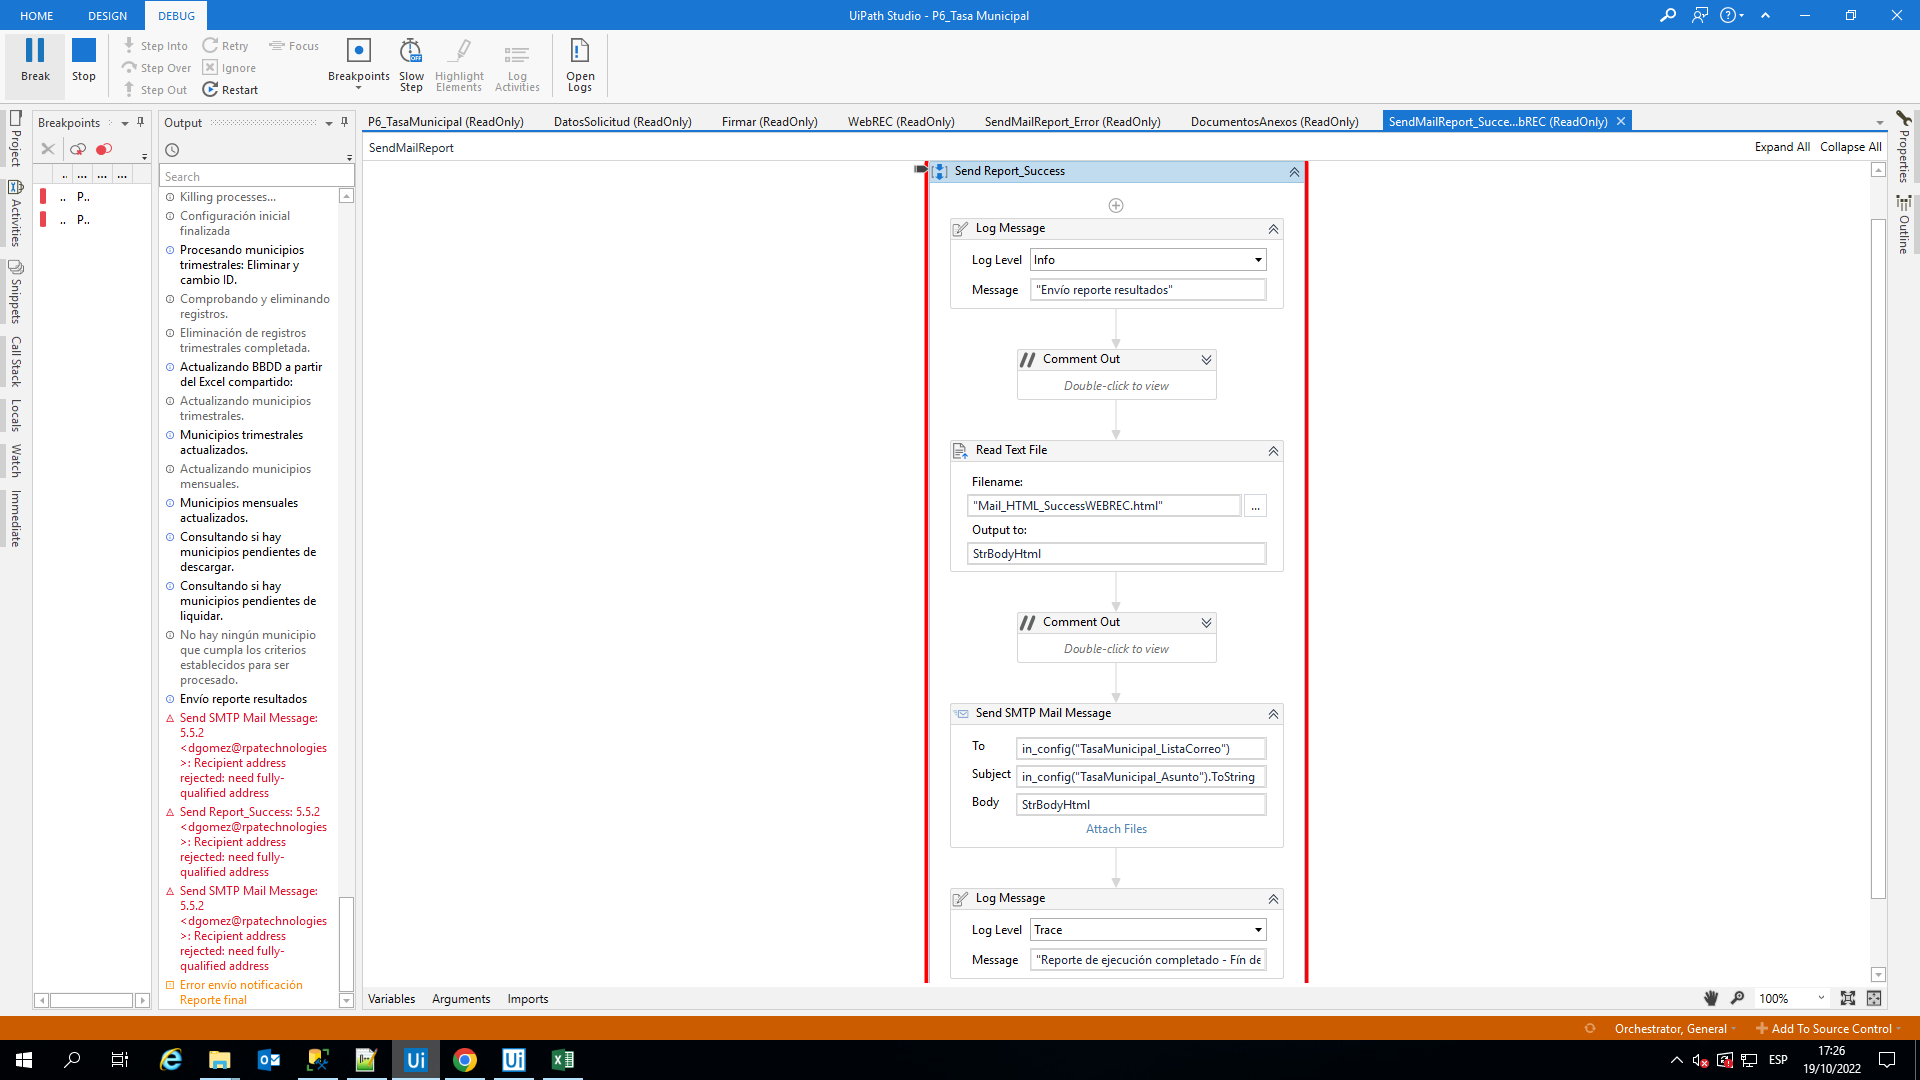 HOME
DESIGN
DEBUG
UiPath Studio - P6_Tasa Municipal
Break
Stop
Step Into
Step Over
Step Out
Retry
Ignore
Restart
Focus
Breakpoints
Slow
Step
Highlight
Elements
Log
Activities
Open
Logs
Project
Activities
Snippets
Call Stack
Locals
Watch
Immediate
Breakpoints
.. ... ... ...
.. P..
.. P..
Output
Search
Killing processes...
Configuración inicial
finalizada
Procesando municipios
trimestrales: Eliminar y
cambio ID.
Comprobando y eliminando
registros.
Eliminación de registros
trimestrales completada.
Actualizando BBDD a partir
del Excel compartido:
Actualizando municipios
trimestrales.
Municipios trimestrales
actualizados.
Actualizando municipios
mensuales.
Municipios mensuales
actualizados.
Consultando si hay
municipios pendientes de
descargar.
Consultando si hay
municipios pendientes de
liquidar.
No hay ningún municipio
que cumpla los criterios
establecidos para ser
procesado.
Envío reporte resultados
Send SMTP Mail Message:
5.5.2
<dgomez@rpatechnologies
>: Recipient address
rejected: need fully-
qualified address
Send Report_Success: 5.5.2
<dgomez@rpatechnologies
>: Recipient address
rejected: need fully-
qualified address
Send SMTP Mail Message:
5.5.2
<dgomez@rpatechnologies
>: Recipient address
rejected: need fully-
qualified address
Error envío notificación
Reporte final
P6_TasaMunicipal (ReadOnly)
DatosSolicitud (ReadOnly)
Firmar (ReadOnly)
WebREC (ReadOnly)
SendMailReport_Error (ReadOnly)
DocumentosAnexos (ReadOnly)
SendMailReport_Succe...bREC (ReadOnly)
SendMailReport
Expand All
Collapse All
Send Report_Success
Log Message
Log Level Info
Message "Envío reporte resultados"
Comment Out
Double-click to view
Read Text File
Filename:
"Mail_HTML_SuccessWEBREC.html"
...
Output to:
StrBodyHtml
Comment Out
Double-click to view
Send SMTP Mail Message
To in_config("TasaMunicipal_ListaCorreo")
Subject in_config("TasaMunicipal_Asunto").ToString
Body StrBodyHtml
Attach Files
Log Message
Log Level Trace
Message "Reporte de ejecución completado - Fín de
Variables
Arguments
Imports
100%
Properties
Outline
Orchestrator, General
Add To Source Control
Ui
Ui
ESP
17:26
19/10/2022